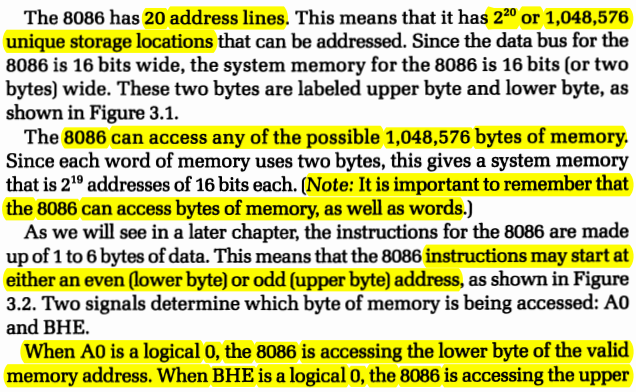 The 8086 has 20 address lines. This means that it has 2²⁰ or 1,048,576
unique storage locations that can be addressed. Since the data bus for the
8086 is 16 bits wide, the system memory for the 8086 is 16 bits (or two
bytes) wide. These two bytes are labeled upper byte and lower byte, as
shown in Figure 3.1.
The 8086 can access any of the possible 1,048,576 bytes of memory.
Since each word of memory uses two bytes, this gives a system memory
that is 2¹⁹ addresses of 16 bits each. (Note: It is important to remember that
the 8086 can access bytes of memory, as well as words.)
As we will see in a later chapter, the instructions for the 8086 are made
up of 1 to 6 bytes of data. This means that the 8086 instructions may start at
either an even (lower byte) or odd (upper byte) address, as shown in Figure
3.2. Two signals determine which byte of memory is being accessed: A0
and BHE.
When A0 is a logical 0, the 8086 is accessing the lower byte of the valid
memory address. When BHE is a logical 0, the 8086 is accessing the upper